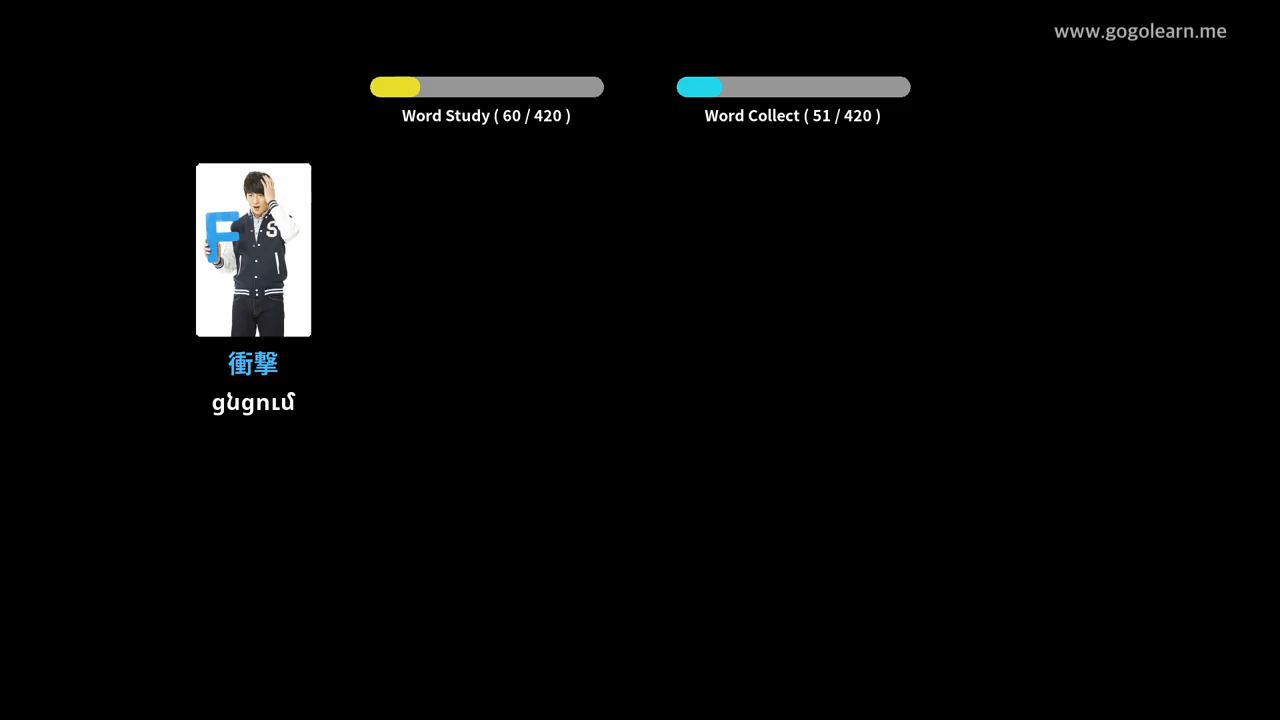 www.gogolearn.me
Word Study ( 60 / 420 )
Word Collect ( 51 / 420 )
F
S
衝撃
ցնցում